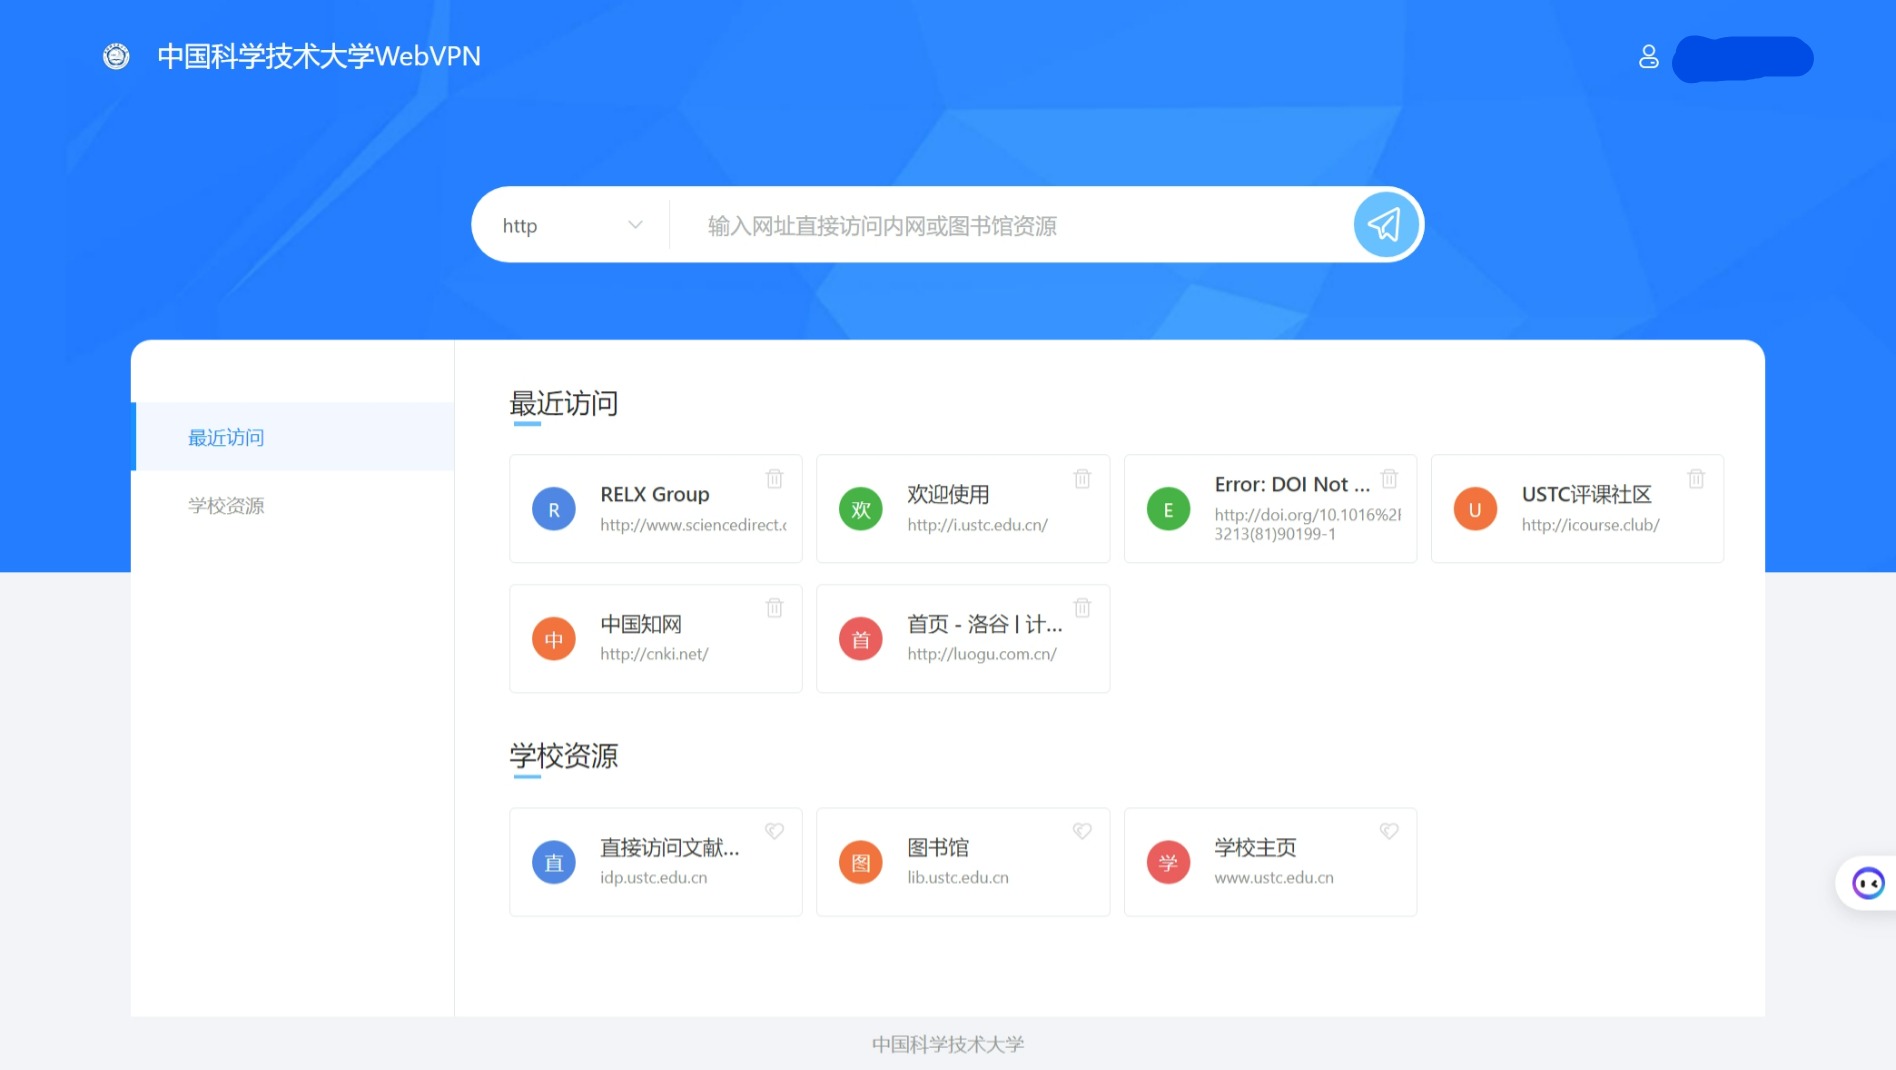 中国科学技术大学WebVPN
http
输入网址直接访问内网或图书馆资源
最近访问
学校资源
最近访问
R
RELX Group
http://www.sciencedirect.c
欢
欢迎使用
http://i.ustc.edu.cn/
E
Error: DOI Not ...
http://doi.org/10.1016%2
3213(81)90199-1
U
USTC评课社区
http://icourse.club/
中
中国知网
http://cnki.net/
首
首页 - 洛谷 | 计...
http://luogu.com.cn/
学校资源
直
直接访问文献...
idp.ustc.edu.cn
图
图书馆
lib.ustc.edu.cn
学
学校主页
www.ustc.edu.cn
中国科学技术大学